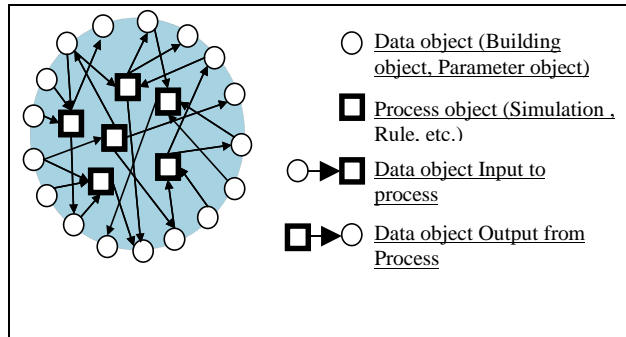 Data object (Building
object, Parameter object)
Process object (Simulation ,
Rule, etc.)
Data object Input to
process
Data object Output from
Process